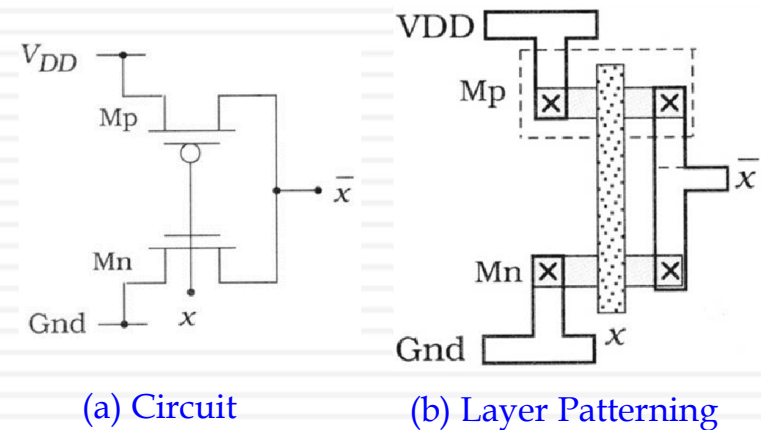 V_DD
Mp
Mn
Gnd
x
x̅
(a) Circuit
VDD
Mp
Mn
Gnd
x
x̅
(b) Layer Patterning